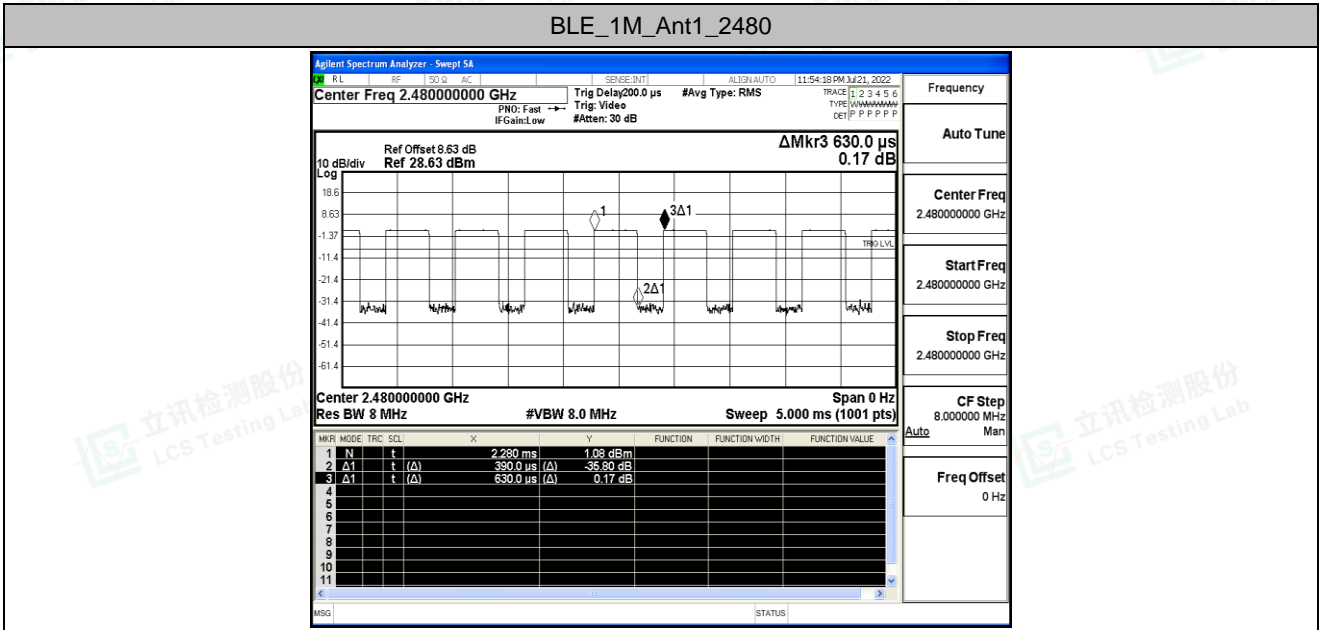 BLE_1M_Ant1_2480
Agilent Spectrum Analyzer - Swept SA
RL RF 50 Ω AC SENSE:INT ALIGN AUTO 11:54:18 PM Jul 21, 2022
Center Freq 2.480000000 GHz
PNO: Fast
IFGain:Low
Trig Delay200.0 µs
Trig: Video
#Atten: 30 dB
#Avg Type: RMS
TRACE 1 2 3 4 5 6
TYPE
DET P P P P P P
Frequency
ΔMkr3 630.0 µs
0.17 dB
Ref Offset 8.63 dB
10 dB/div Ref 28.63 dBm
Log
18.6
8.63
-1.37
-11.4
-21.4
-31.4
-41.4
-51.4
-61.4
1
3Δ1
TRIG LVL
2Δ1
Center 2.480000000 GHz Span 0 Hz
Res BW 8 MHz #VBW 8.0 MHz Sweep 5.000 ms (1001 pts)
MKR MODE TRC SCL X Y FUNCTION FUNCTION WIDTH FUNCTION VALUE
1 N t 2.280 ms 1.08 dBm
2 Δ1 t (Δ) 390.0 µs (Δ) -35.80 dB
3 Δ1 t (Δ) 630.0 µs (Δ) 0.17 dB
4
5
6
7
8
9
10
11
MSG STATUS
Auto Tune
Center Freq
2.480000000 GHz
Start Freq
2.480000000 GHz
Stop Freq
2.480000000 GHz
CF Step
8.000000 MHz
Auto Man
Freq Offset
0 Hz
立讯检测股份
LCS Testing Lab
立讯检测股份
LCS Testing Lab